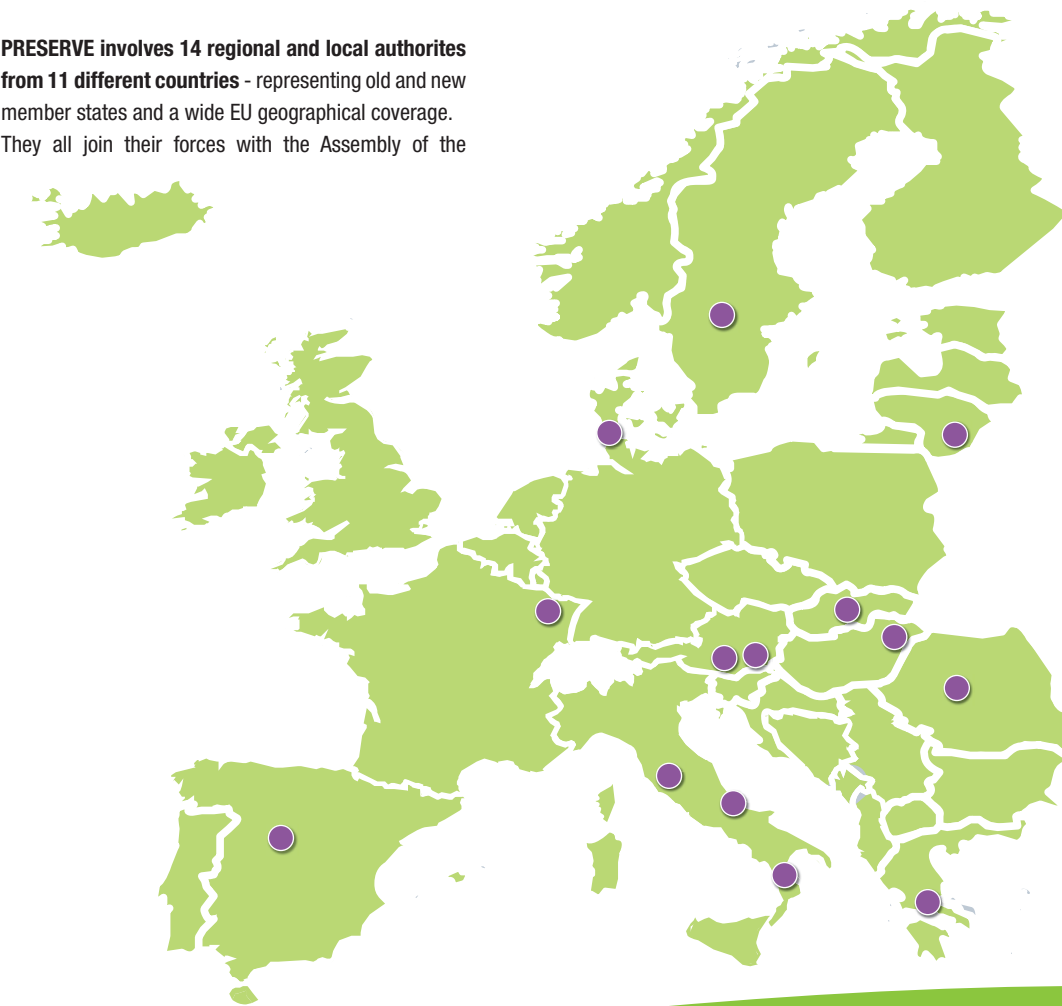 PRESERVE involves 14 regional and local authorites
from 11 different countries - representing old and new
member states and a wide EU geographical coverage.
They all join their forces with the Assembly of the